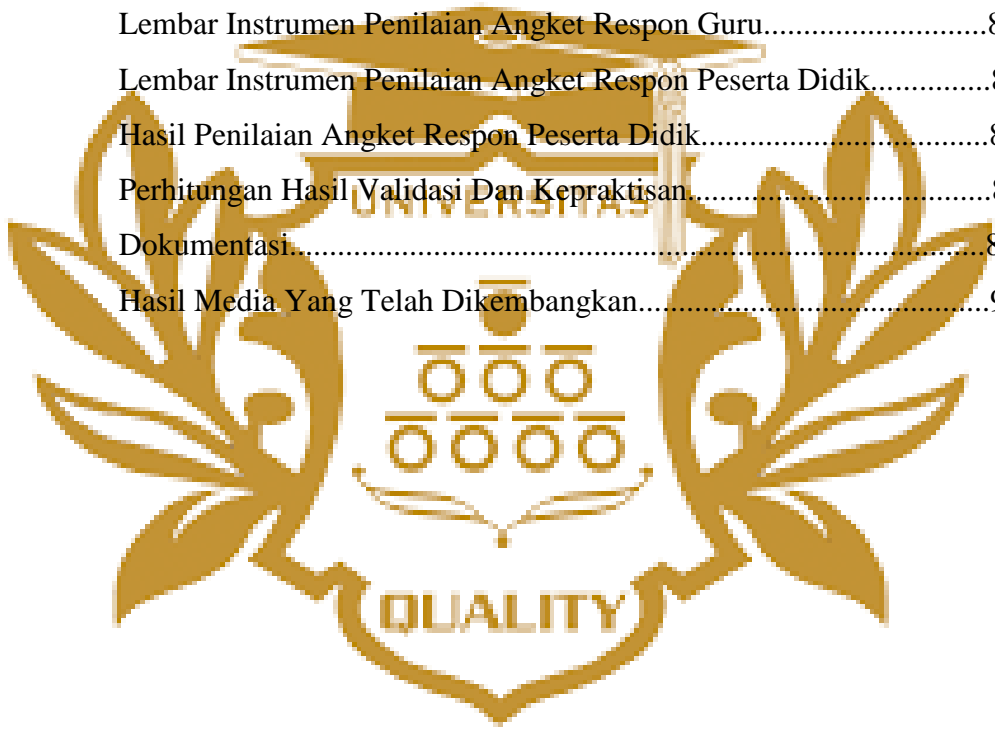 Lembar Instrumen Penilaian Angket Respon Guru............................8
Lembar Instrumen Penilaian Angket Respon Peserta Didik...............8
Hasil Penilaian Angket Respon Peserta Didik...................................8
Perhitungan Hasil Validasi Dan Kepraktisan.....................................8
UNIVERSITAS
Dokumentasi.....................................................................................8
Hasil Media Yang Telah Dikembangkan..........................................9
QUALITY